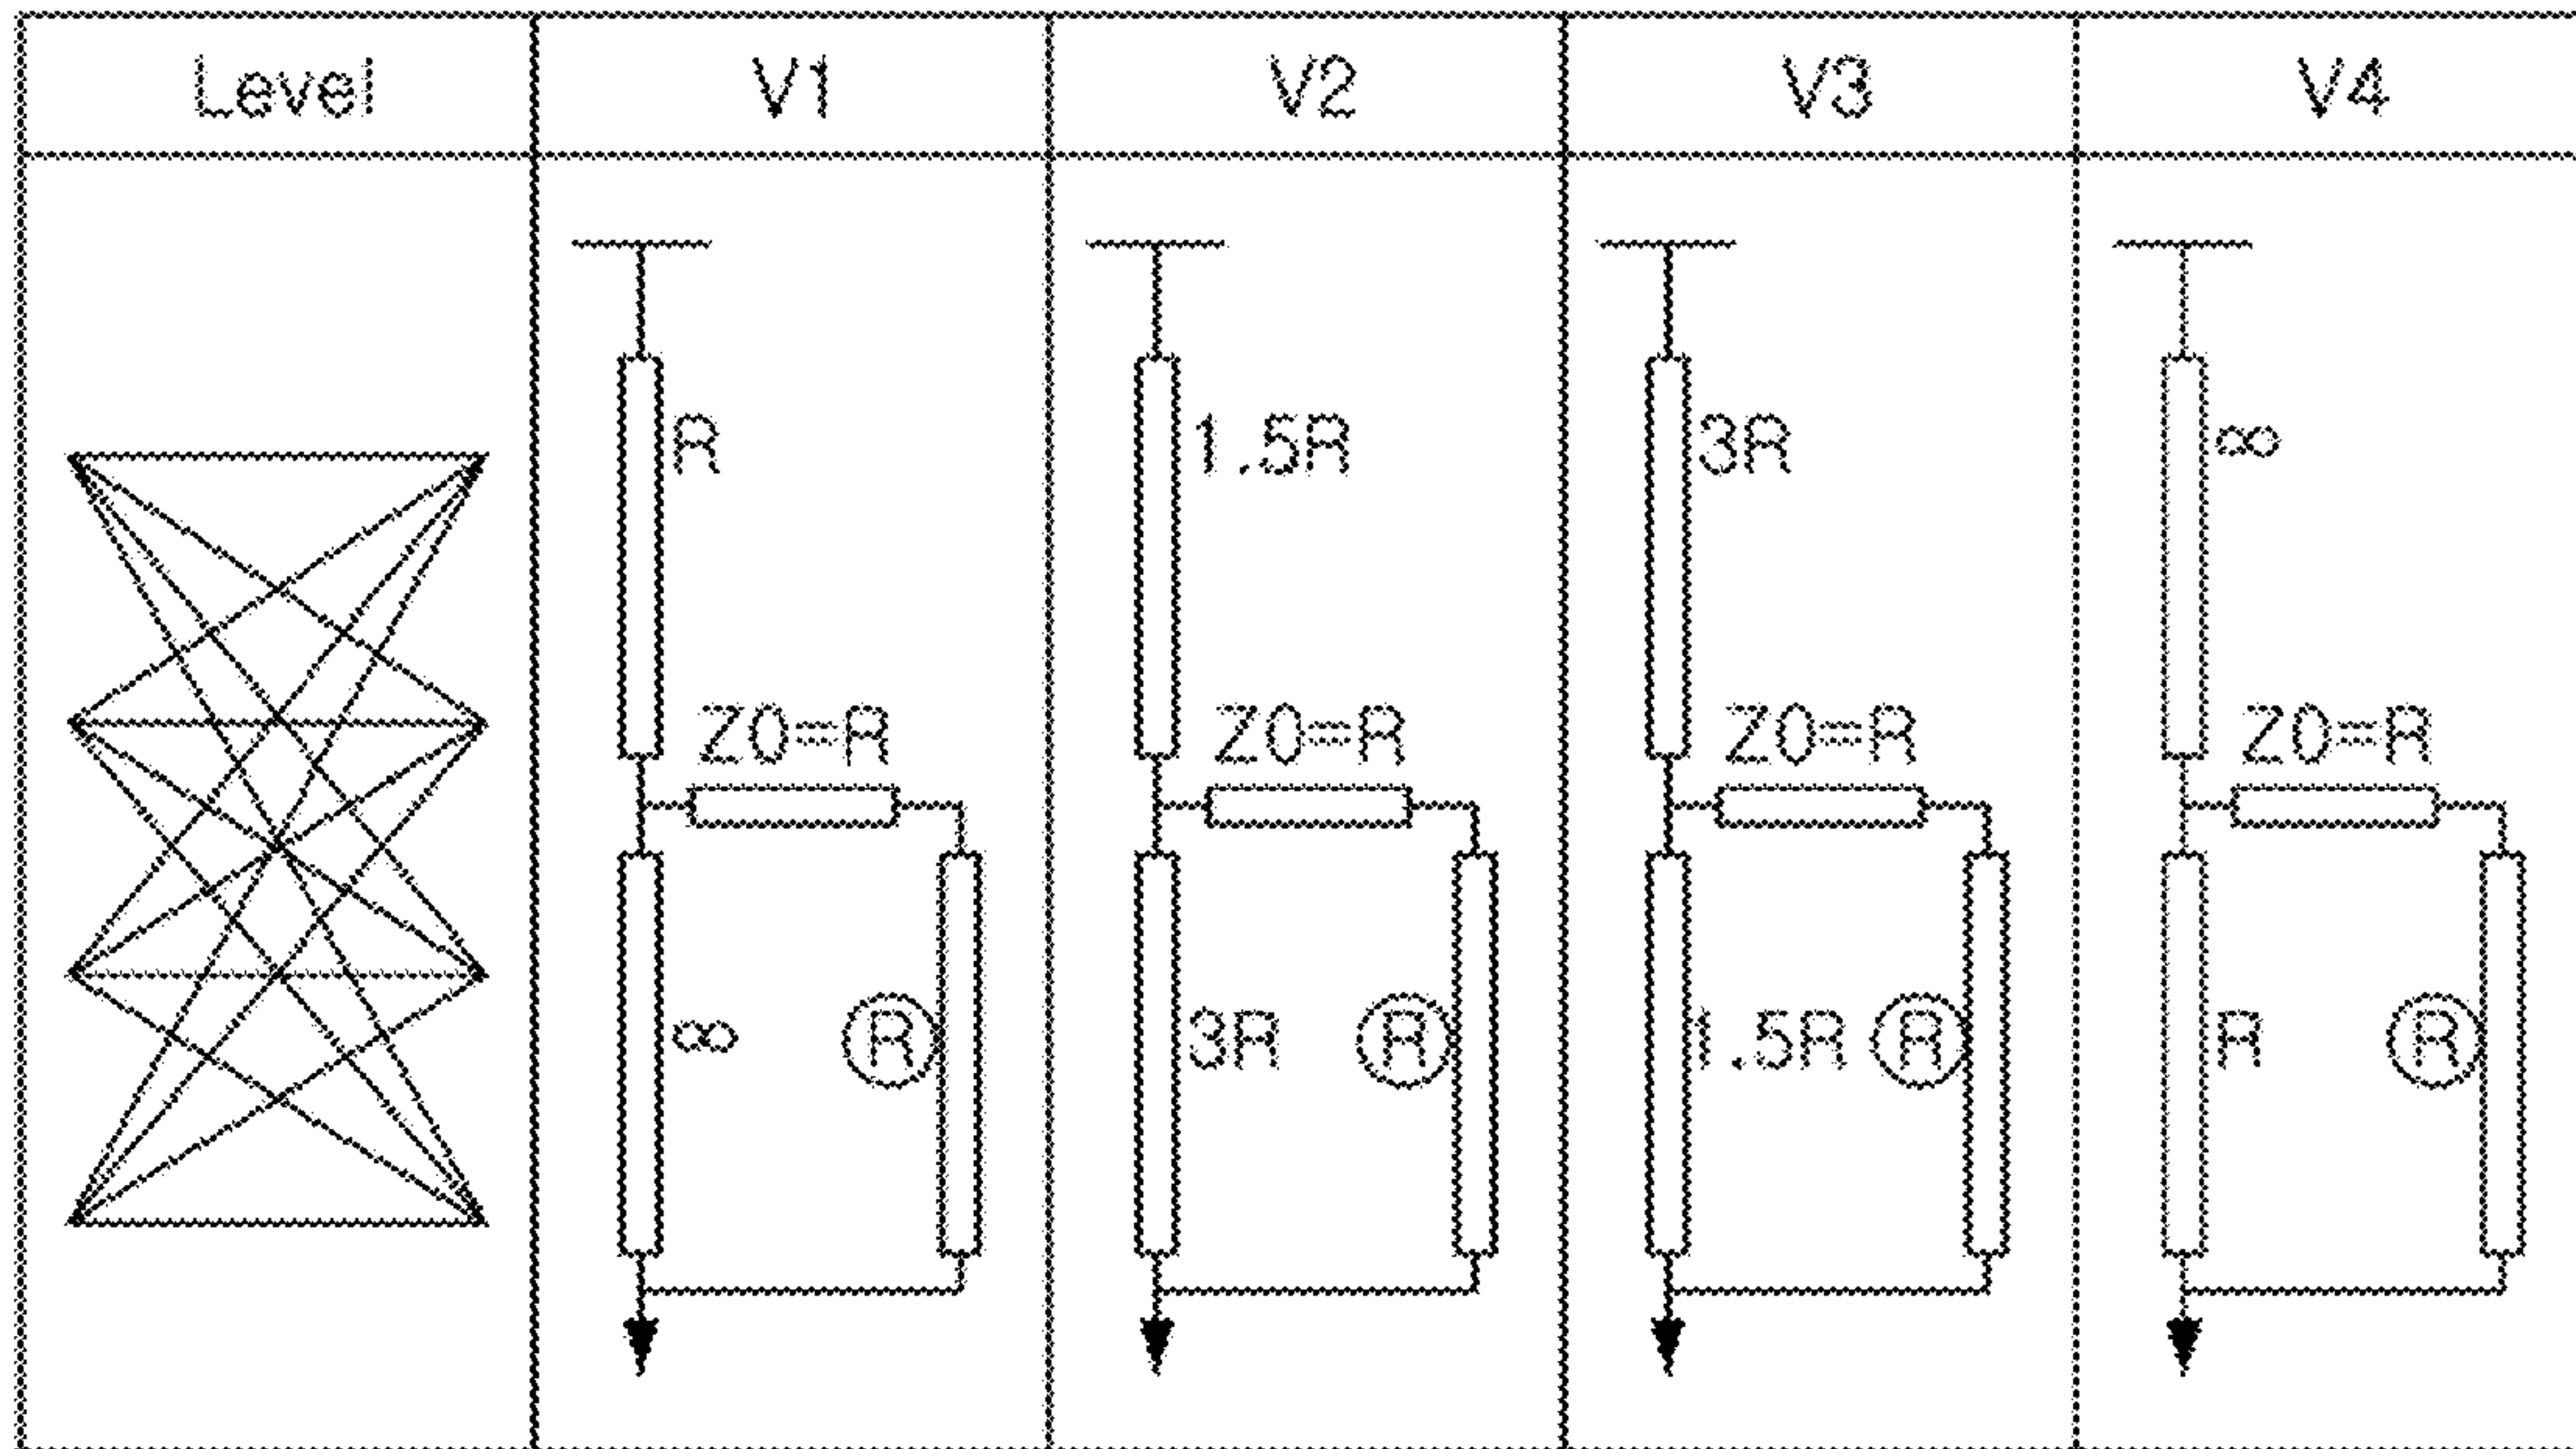 Level V1 V2 V3 V4
R 1.5R 3R ∞
Z0=R Z0=R Z0=R Z0=R
∞ R 3R R 1.5R R R R